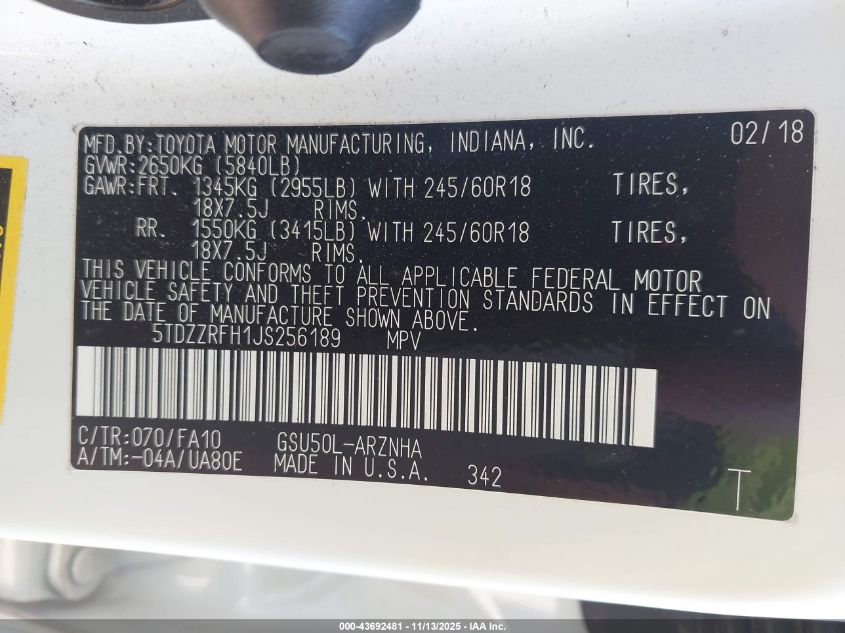 MFD.BY:TOYOTA MOTOR MANUFACTURING, INDIANA, INC. 02/18
GVWR:2650KG (5840LB)
GAWR:FRT. 1345KG (2955LB) WITH 245/60R18 TIRES,
18X7.5J RIMS.
RR. 1550KG (3415LB) WITH 245/60R18 TIRES,
18X7.5J RIMS.
THIS VEHICLE CONFORMS TO ALL APPLICABLE FEDERAL MOTOR
VEHICLE SAFETY AND THEFT PREVENTION STANDARDS IN EFFECT ON
THE DATE OF MANUFACTURE SHOWN ABOVE.
5TDZZRFH1JS256189 MPV
C/TR:070/FA10 GSU50L-ARZNHA
A/TM:-04A/UA80E MADE IN U.S.A. 342
T
000-43692481 - 11/13/2025 - IAA Inc.